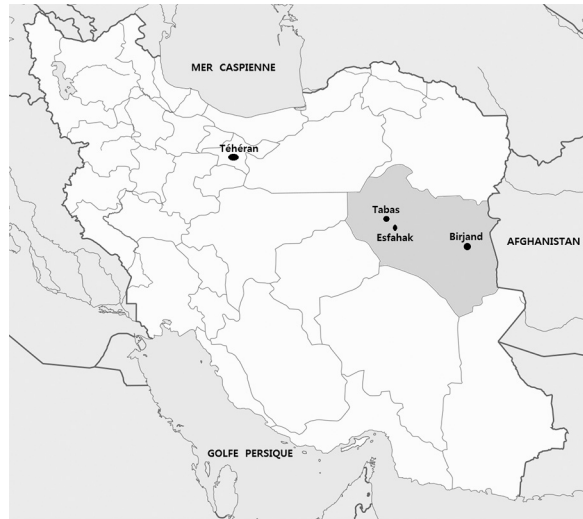 MER CASPIENNE
Téhéran
Tabas
Esfahak
Birjand
AFGHANISTAN
GOLFE PERSIQUE